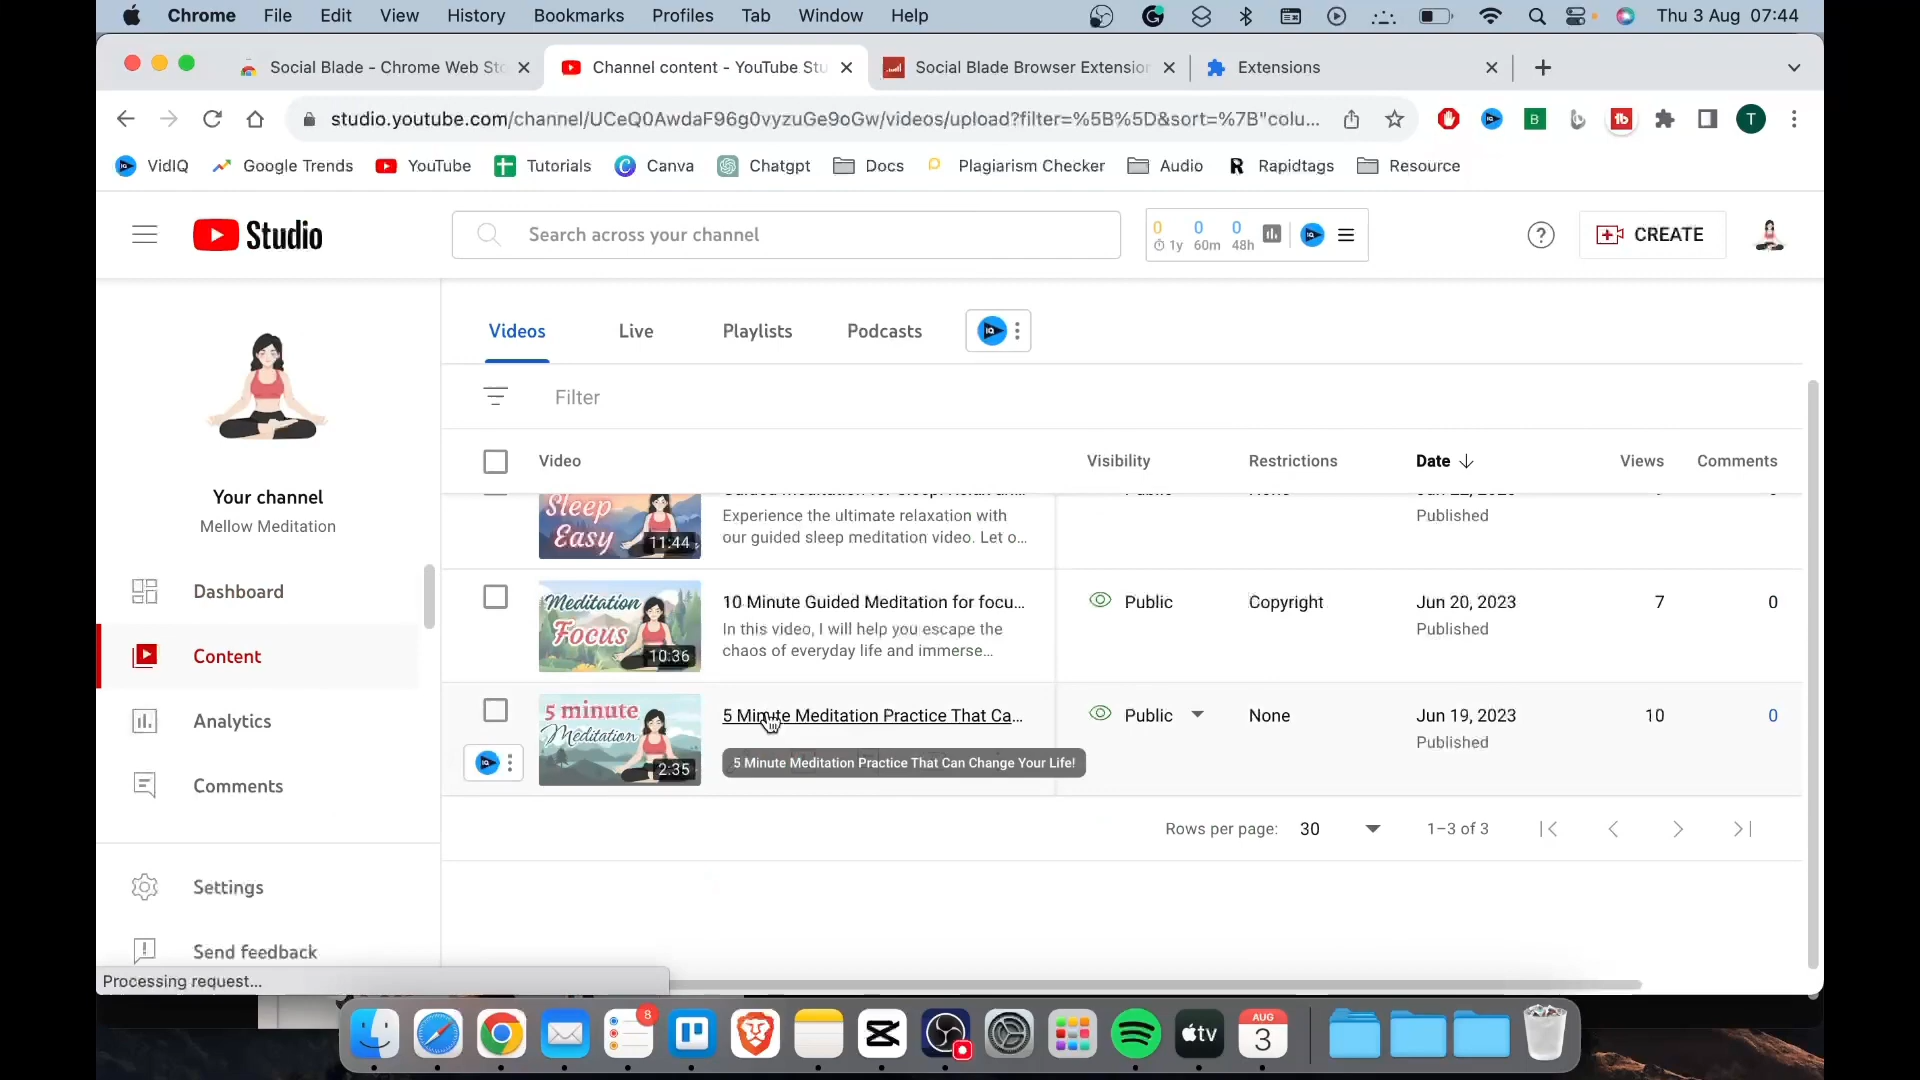 Chrome File Edit View History Bookmarks Profiles Tab Window Help Thu 3 Aug 07:44
Social Blade - Chrome Web Sto Channel content - YouTube Stu Social Blade Browser Extension Extensions
studio.youtube.com/channel/UCeQ0AwdaF96g0vyzuGe9oGw/videos/upload?filter=%5B%5D&sort=%7B"colu...
VidIQ Google Trends YouTube Tutorials Canva Chatgpt Docs Plagiarism Checker Audio Rapidtags Resource
Studio Search across your channel CREATE
0 0 0
1y 60m 48h
Videos Live Playlists Podcasts
Filter
Video Visibility Restrictions Date Views Comments
Sleep
Easy
11:44
Experience the ultimate relaxation with
our guided sleep meditation video. Let o...
Published
Meditation
Focus
10:36
10 Minute Guided Meditation for focu...
In this video, I will help you escape the
chaos of everyday life and immerse...
Public Copyright Jun 20, 2023 7 0
Published
5 minute
Meditation
2:35
5 Minute Meditation Practice That Ca...
5 Minute Meditation Practice That Can Change Your Life!
Public None Jun 19, 2023 10 0
Published
Rows per page: 30 1–3 of 3
Your channel
Mellow Meditation
Dashboard
Content
Analytics
Comments
Settings
Send feedback
Processing request...
8
tv
AUG
3